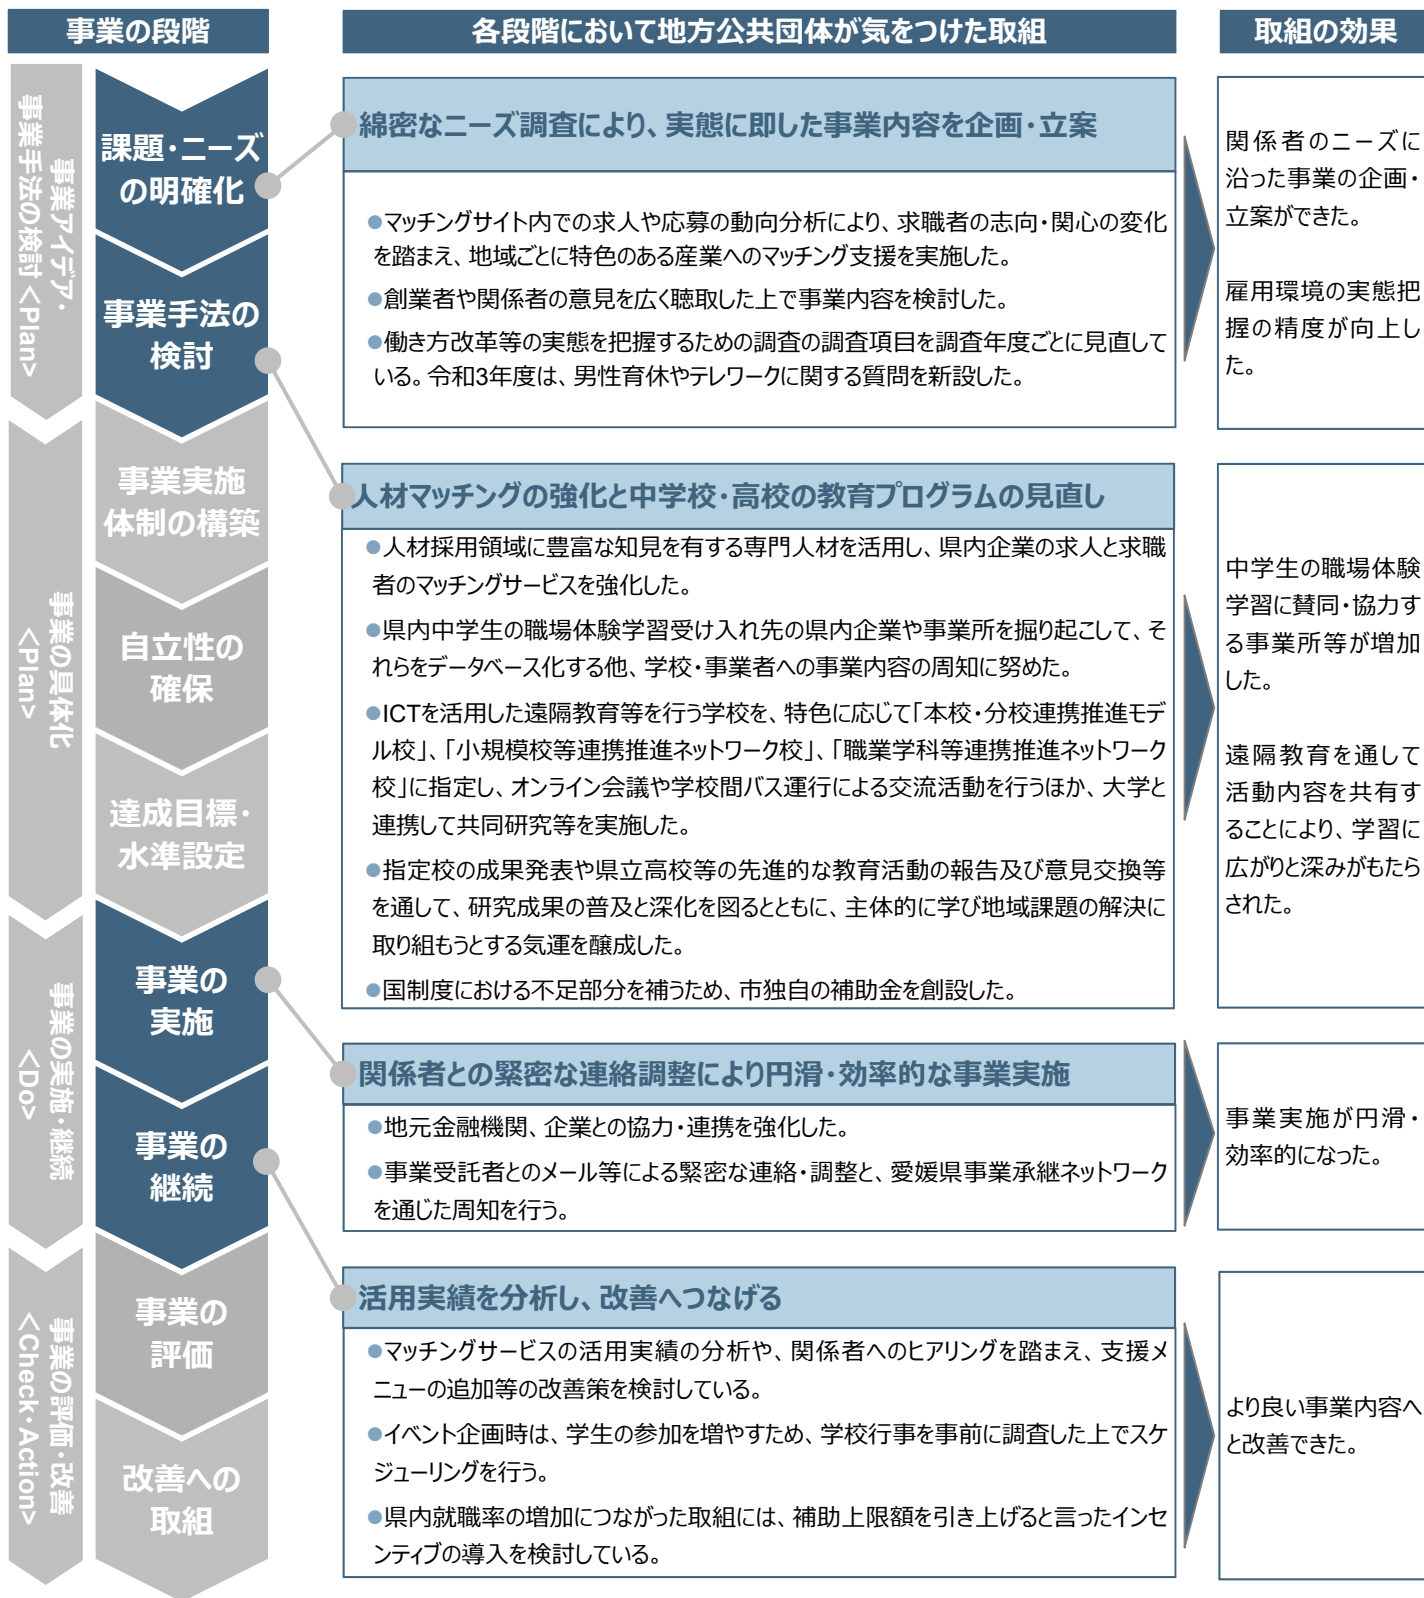 事業の段階
各段階において地方公共団体が気をつけた取組
取組の効果
事業アイデア・
事業手法の検討 <Plan>
課題・ニーズ
の明確化
事業手法の
検討
事業の具体化
<Plan>
事業実施
体制の構築
自立性の
確保
達成目標・
水準設定
事業の実施・継続
<Do>
事業の
実施
事業の
継続
事業の評価・改善
<Check・Action>
事業の
評価
改善への
取組
綿密なニーズ調査により、実態に即した事業内容を企画・立案
●マッチングサイト内での求人や応募の動向分析により、求職者の志向・関心の変化
を踏まえ、地域ごとに特色のある産業へのマッチング支援を実施した。
●創業者や関係者の意見を広く聴取した上で事業内容を検討した。
●働き方改革等の実態を把握するための調査の調査項目を調査年度ごとに見直して
いる。令和3年度は、男性育休やテレワークに関する質問を新設した。
関係者のニーズに
沿った事業の企画・
立案ができた。
雇用環境の実態把
握の精度が向上し
た。
人材マッチングの強化と中学校・高校の教育プログラムの見直し
●人材採用領域に豊富な知見を有する専門人材を活用し、県内企業の求人と求職
者のマッチングサービスを強化した。
●県内中学生の職場体験学習受け入れ先の県内企業や事業所を掘り起こして、そ
れらをデータベース化する他、学校・事業者への事業内容の周知に努めた。
●ICTを活用した遠隔教育等を行う学校を、特色に応じて「本校・分校連携推進モデ
ル校」、「小規模校等連携推進ネットワーク校」、「職業学科等連携推進ネットワーク
校」に指定し、オンライン会議や学校間バス運行による交流活動を行うほか、大学と
連携して共同研究等を実施した。
●指定校の成果発表や県立高校等の先進的な教育活動の報告及び意見交換等
を通して、研究成果の普及と深化を図るとともに、主体的に学び地域課題の解決に
取り組もうとする気運を醸成した。
●国制度における不足部分を補うため、市独自の補助金を創設した。
中学生の職場体験
学習に賛同・協力す
る事業所等が増加
した。
遠隔教育を通して
活動内容を共有す
ることにより、学習に
広がりと深みがもたら
された。
関係者との緊密な連絡調整により円滑・効率的な事業実施
●地元金融機関、企業との協力・連携を強化した。
●事業受託者とのメール等による緊密な連絡・調整と、愛媛県事業承継ネットワーク
を通じた周知を行う。
事業実施が円滑・
効率的になった。
活用実績を分析し、改善へつなげる
●マッチングサービスの活用実績の分析や、関係者へのヒアリングを踏まえ、支援メ
ニューの追加等の改善策を検討している。
●イベント企画時は、学生の参加を増やすため、学校行事を事前に調査した上でスケ
ジューリングを行う。
●県内就職率の増加につながった取組には、補助上限額を引き上げると言ったインセ
ンティブの導入を検討している。
より良い事業内容へ
と改善できた。